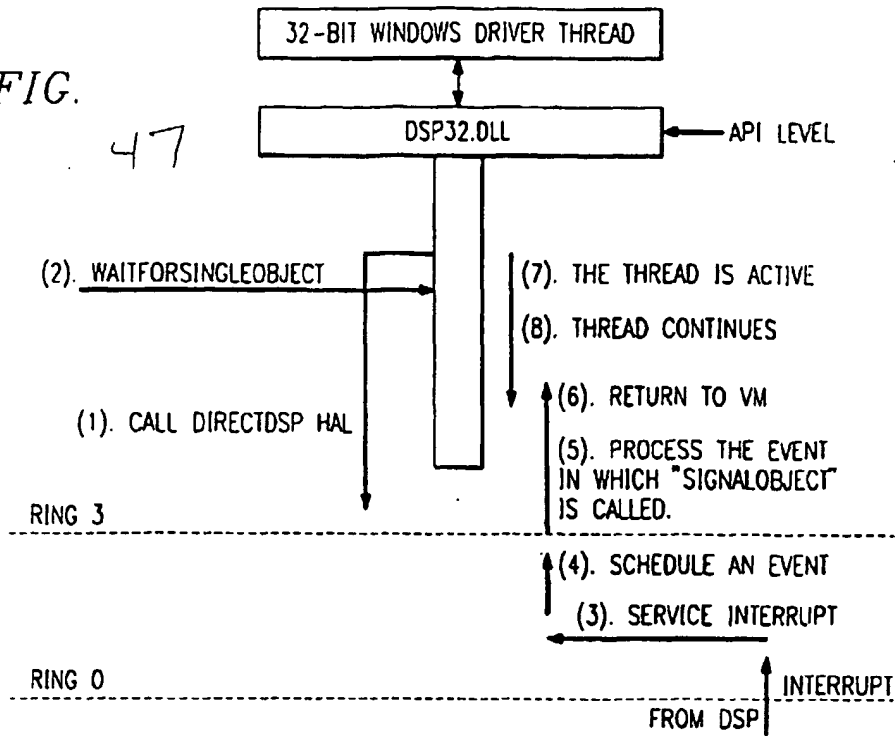 32-BIT WINDOWS DRIVER THREAD
FIG.
47
DSP32.DLL
API LEVEL
(2). WAITFORSINGLEOBJECT
(7). THE THREAD IS ACTIVE
(8). THREAD CONTINUES
(1). CALL DIRECTDSP HAL
(6). RETURN TO VM
(5). PROCESS THE EVENT
IN WHICH "SIGNALOBJECT"
IS CALLED.
RING 3
(4). SCHEDULE AN EVENT
(3). SERVICE INTERRUPT
RING 0
INTERRUPT
FROM DSP